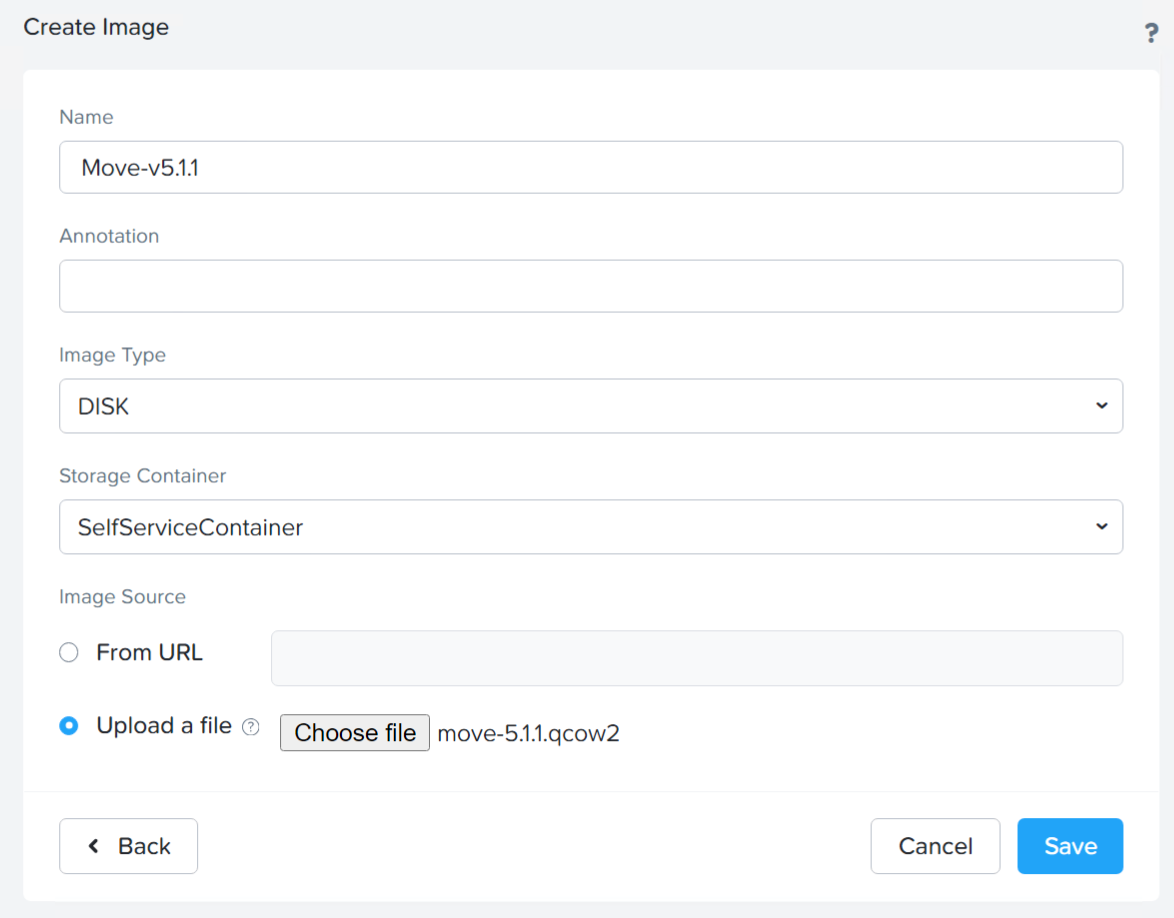 Create Image
?
Name
Move-v5.1.1
Annotation
Image Type
DISK
Storage Container
SelfServiceContainer
Image Source
From URL
Upload a file ? Choose file move-5.1.1.qcow2
Back Cancel Save